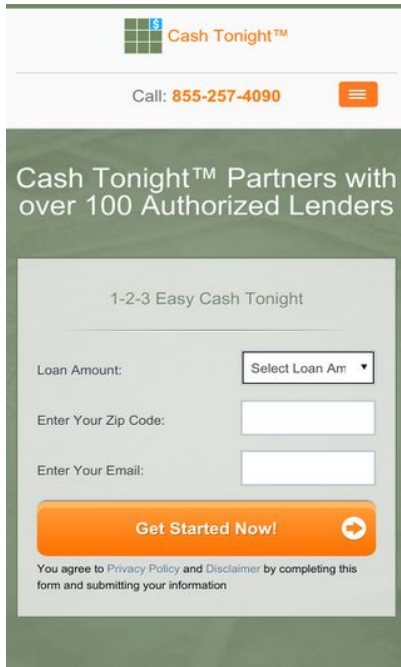 $
Cash Tonight™
Call: 855-257-4090
Cash Tonight™ Partners with
over 100 Authorized Lenders
1-2-3 Easy Cash Tonight
Loan Amount:
Select Loan Am
Enter Your Zip Code:
Enter Your Email:
Get Started Now!
You agree to Privacy Policy and Disclaimer by completing this
form and submitting your information